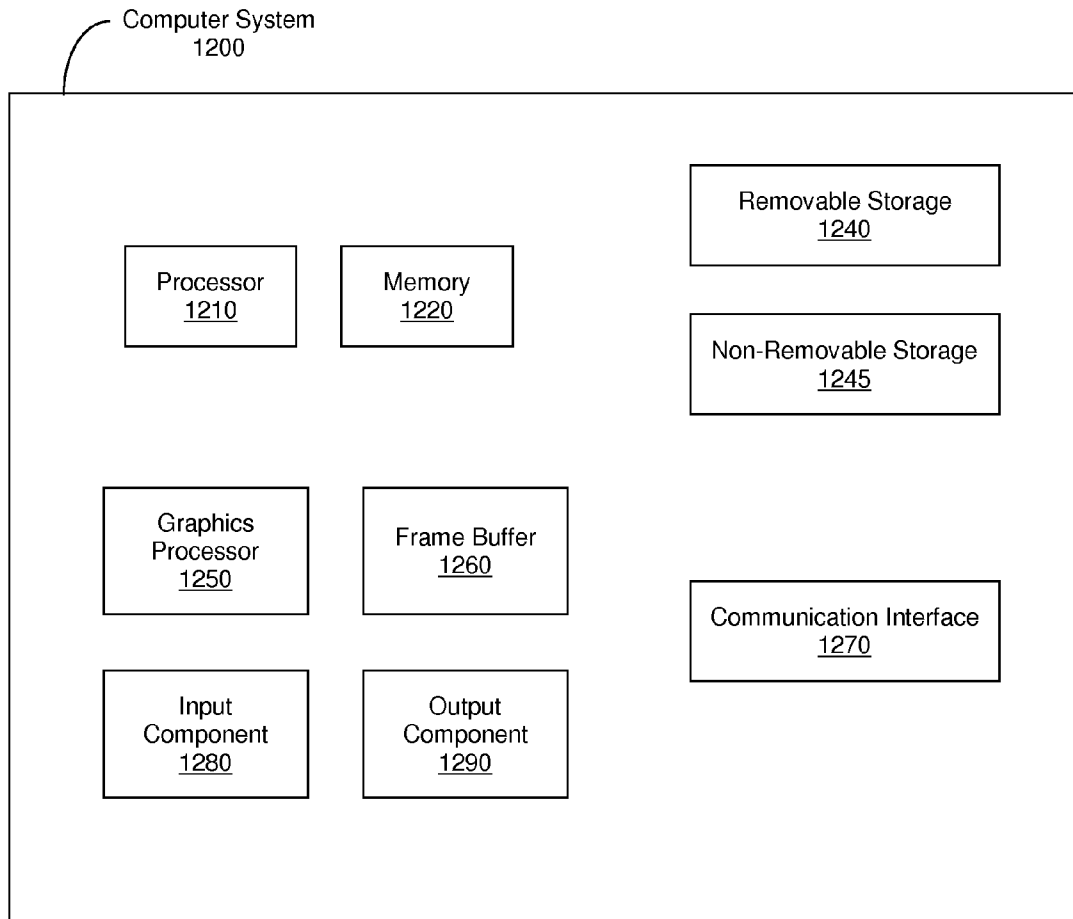 Computer System
1200
Removable Storage
1240
Processor
1210
Memory
1220
Non-Removable Storage
1245
Graphics
Processor
1250
Frame Buffer
1260
Communication Interface
1270
Input
Component
1280
Output
Component
1290